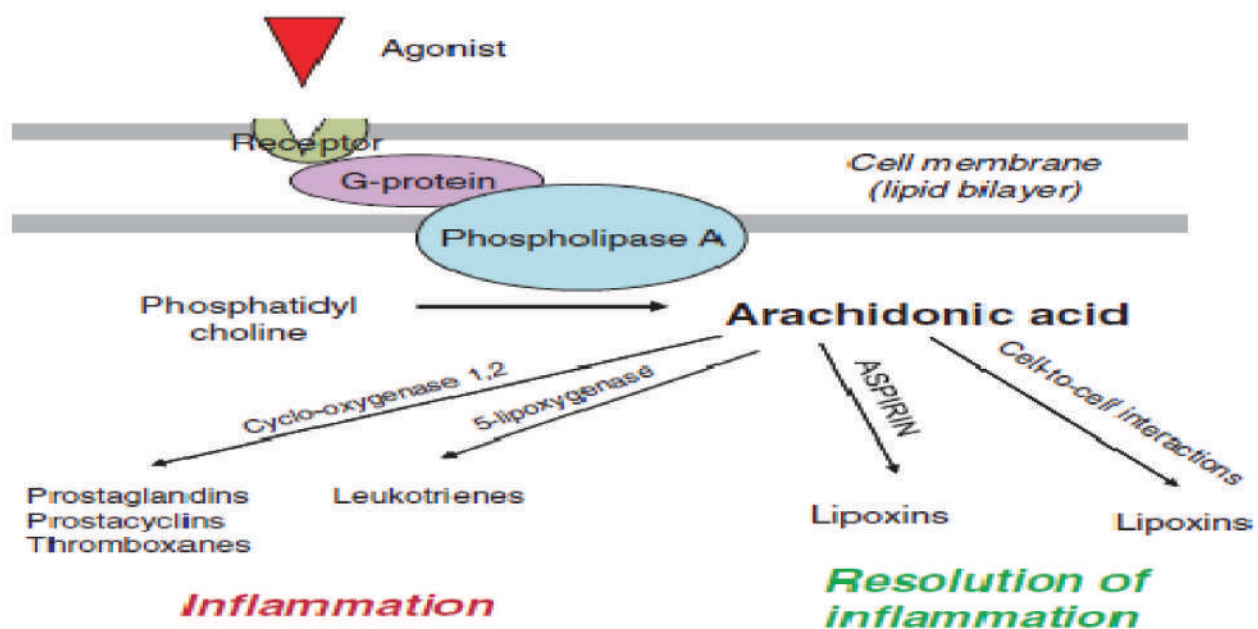 Agonist
Receptor
G-protein
Cell membrane
(lipid bilayer)
Phospholipase A
Phosphatidyl
choline
Arachidonic acid
Cyclo-oxygenase 1,2
5-lipoxygenase
ASPIRIN
Cell-to-cell interactions
Prostaglandins
Prostacyclins
Thromboxanes
Leukotrienes
Lipoxins
Lipoxins
Inflammation
Resolution of
inflammation